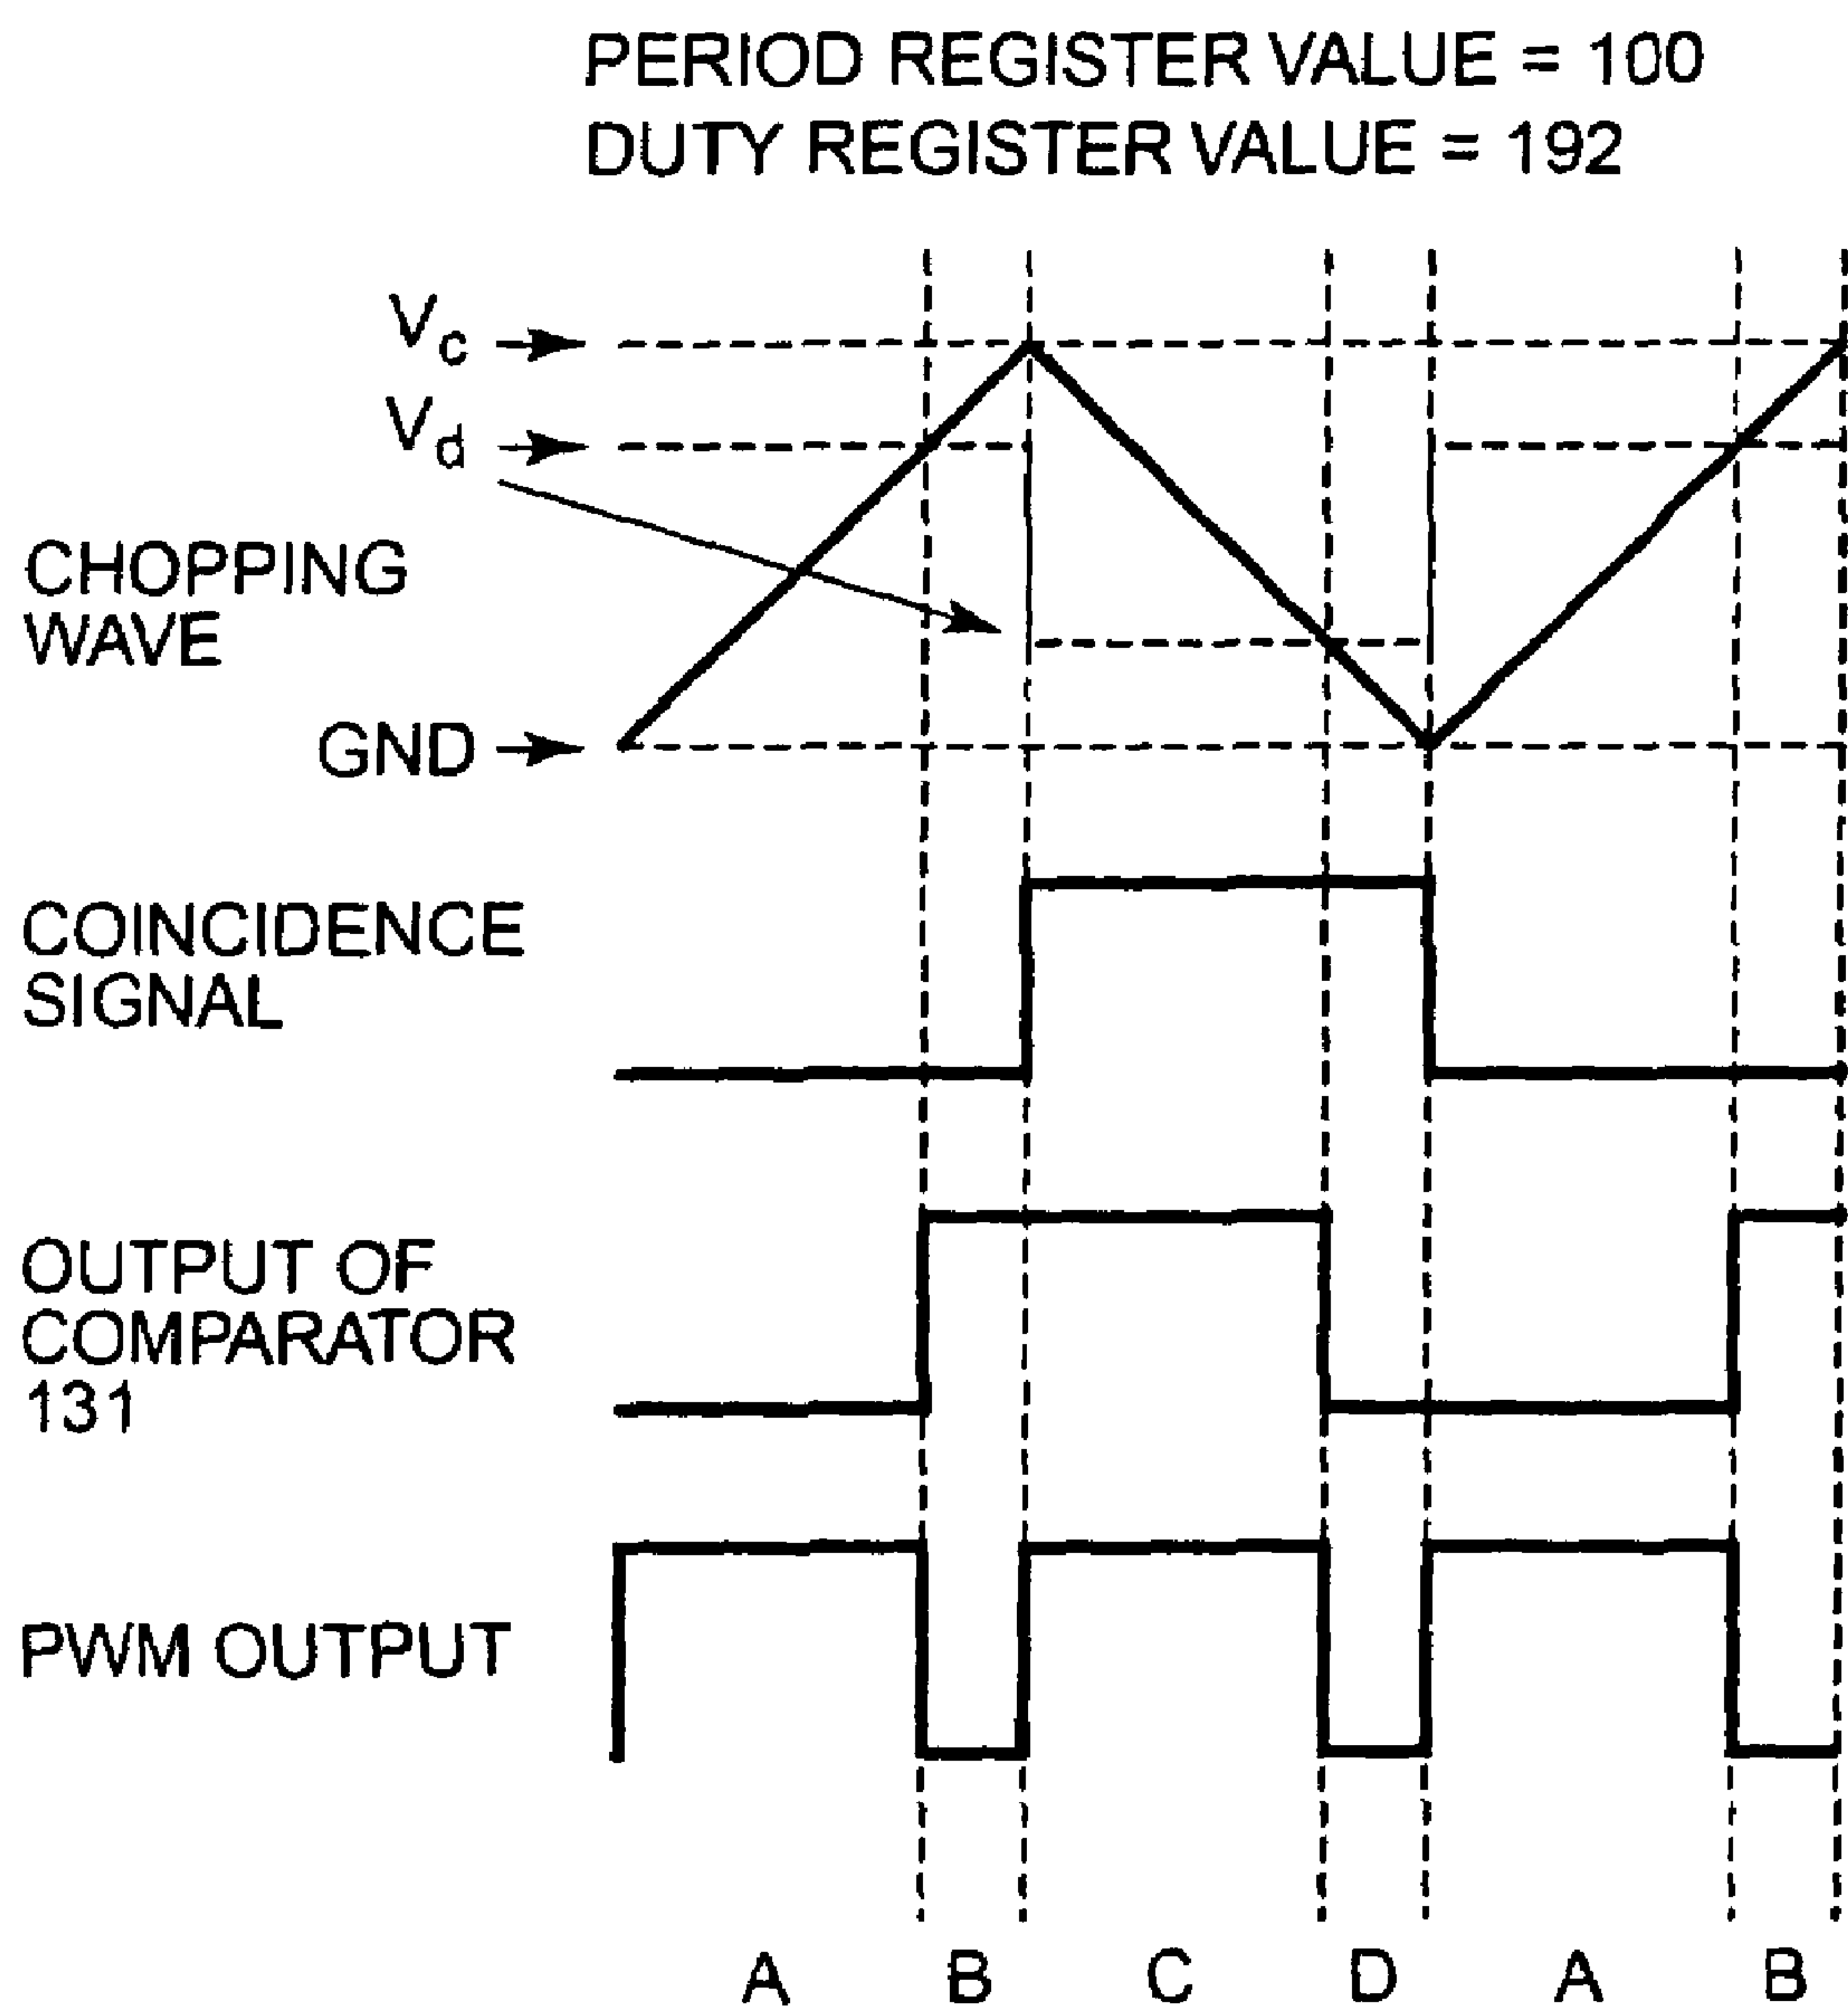 PERIOD REGISTER VALUE = 100
DUTY REGISTER VALUE = 192
Vc
Vd
CHOPPING
WAVE
GND
COINCIDENCE
SIGNAL
OUTPUT OF
COMPARATOR
131
PWM OUTPUT
A B C D A B